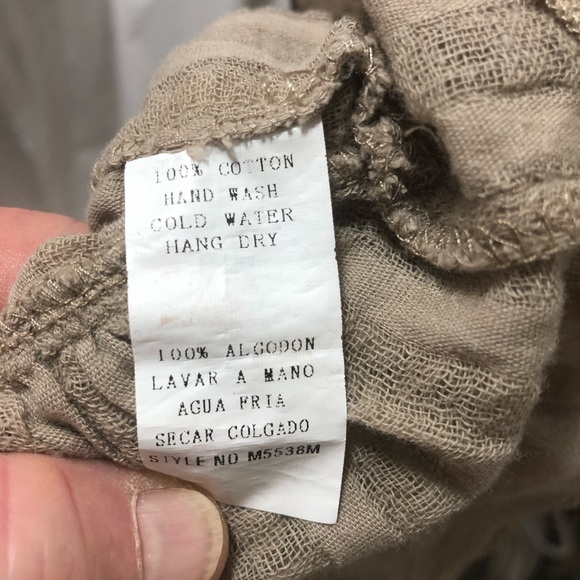 100% COTTON
HAND WASH
COLD WATER
HANG DRY
100% ALGODON
LAVAR A MANO
AGUA FRIA
SECAR COLGADO
STYLE NO M5538M